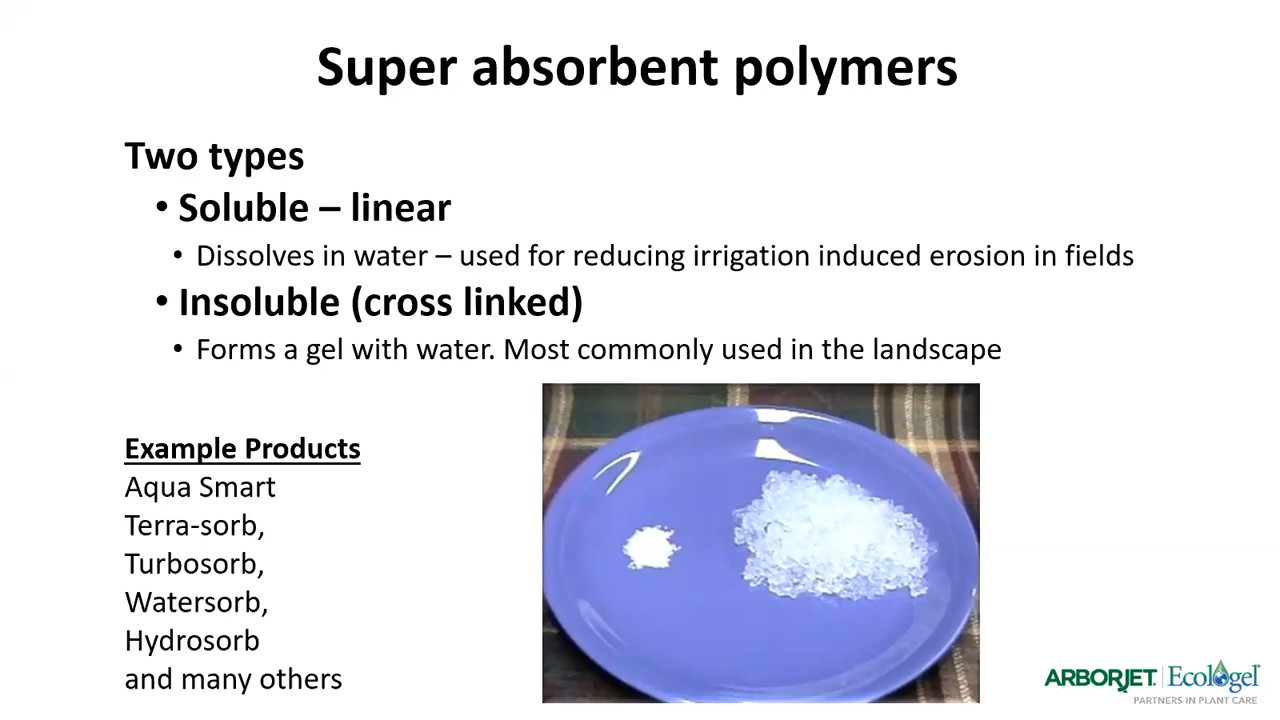 Super absorbent polymers
Two types
• Soluble – linear
• Dissolves in water – used for reducing irrigation induced erosion in fields
• Insoluble (cross linked)
• Forms a gel with water. Most commonly used in the landscape
Example Products
Aqua Smart
Terra-sorb,
Turbosorb,
Watersorb,
Hydrosorb
and many others
ARBORJET | Ecologel
PARTNERS IN PLANT CARE